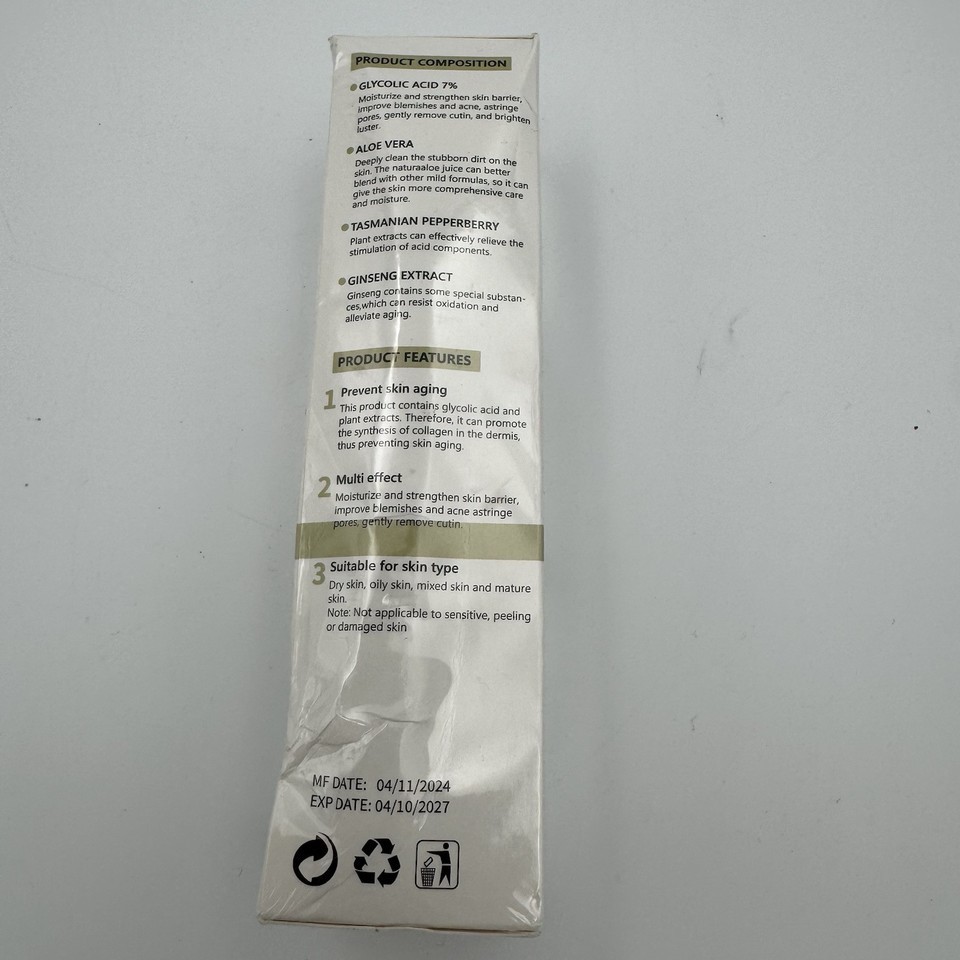 PRODUCT COMPOSITION
GLYCOLIC ACID 7%
Moisturize and strengthen skin barrier,
improve blemishes and acne, astringe
pores, gently remove cutin, and brighten
luster.
ALOE VERA
Deeply clean the stubborn dirt on the
skin. The naturaaloe juice can better
blend with other mild formulas, so it can
give the skin more comprehensive care
and moisture.
TASMANIAN PEPPERBERRY
Plant extracts can effectively relieve the
stimulation of acid components.
GINSENG EXTRACT
Ginseng contains some special substan-
ces,which can resist oxidation and
alleviate aging.
PRODUCT FEATURES
1 Prevent skin aging
This product contains glycolic acid and
plant extracts. Therefore, it can promote
the synthesis of collagen in the dermis,
thus preventing skin aging.
2 Multi effect
Moisturize and strengthen skin barrier,
improve blemishes and acne astringe
pores, gently remove cutin.
3 Suitable for skin type
Dry skin, oily skin, mixed skin and mature
skin.
Note: Not applicable to sensitive, peeling
or damaged skin
MF DATE: 04/11/2024
EXP DATE: 04/10/2027